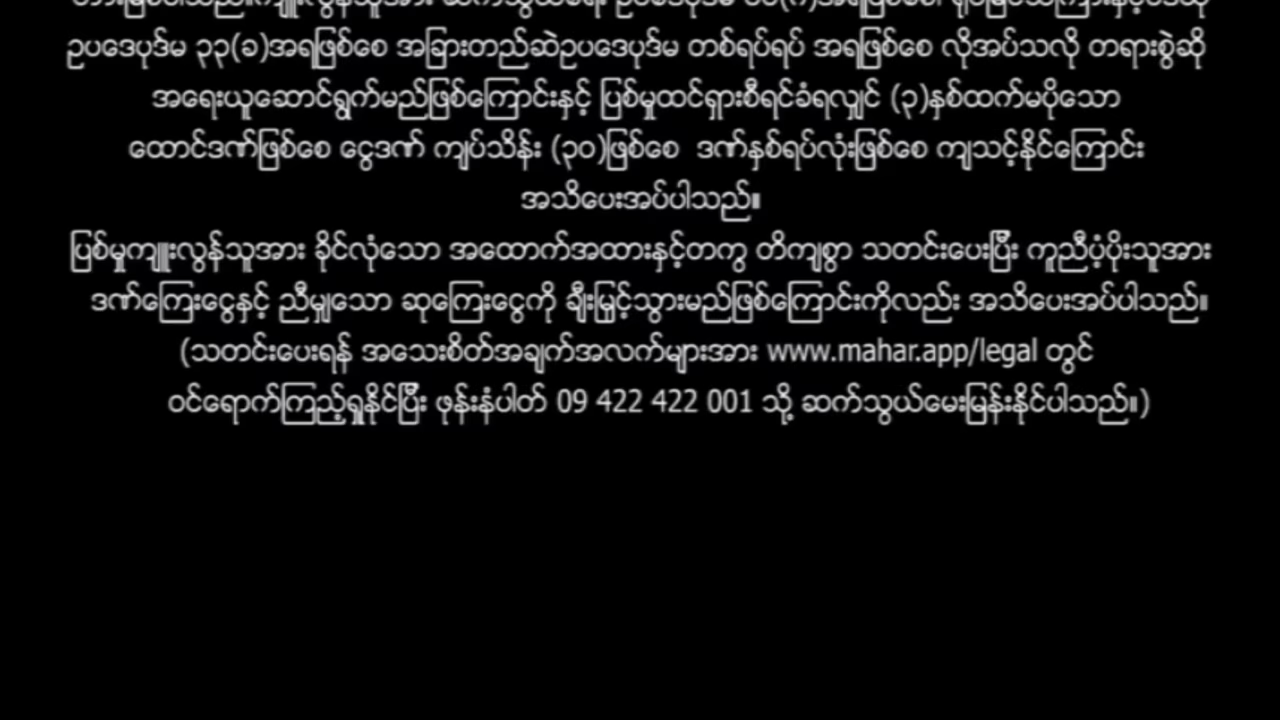 ဥပဒေပုဒ်မ ၃၃(ခ)အရဖြစ်စေ အခြားတည်ဆဲဥပဒေပုဒ်မ တစ်ရပ်ရပ် အရဖြစ်စေ လိုအပ်သလို တရားစွဲဆို
အရေးယူဆောင်ရွက်မည်ဖြစ်ကြောင်းနှင့် ပြစ်မှုထင်ရှားစီရင်ခံရလျှင် (၃)နှစ်ထက်မပိုသော
ထောင်ဒဏ်ဖြစ်စေ ငွေဒဏ် ကျပ်သိန်း (၃၀)ဖြစ်စေ ဒဏ်နှစ်ရပ်လုံးဖြစ်စေ ကျသင့်နိုင်ကြောင်း
အသိပေးအပ်ပါသည်။
ပြစ်မှုကျူးလွန်သူအား ခိုင်လုံသော အထောက်အထားနှင့်တကွ တိကျစွာ သတင်းပေးပြီး ကူညီပံ့ပိုးသူအား
ဒဏ်ကြေးငွေနှင့် ညီမျှသော ဆုကြေးငွေကို ချီးမြှင့်သွားမည်ဖြစ်ကြောင်းကိုလည်း အသိပေးအပ်ပါသည်။
(သတင်းပေးရန် အသေးစိတ်အချက်အလက်များအား www.mahar.app/legal တွင်
ဝင်ရောက်ကြည့်ရှုနိုင်ပြီး ဖုန်းနံပါတ် 09 422 422 001 သို့ ဆက်သွယ်မေးမြန်းနိုင်ပါသည်။)